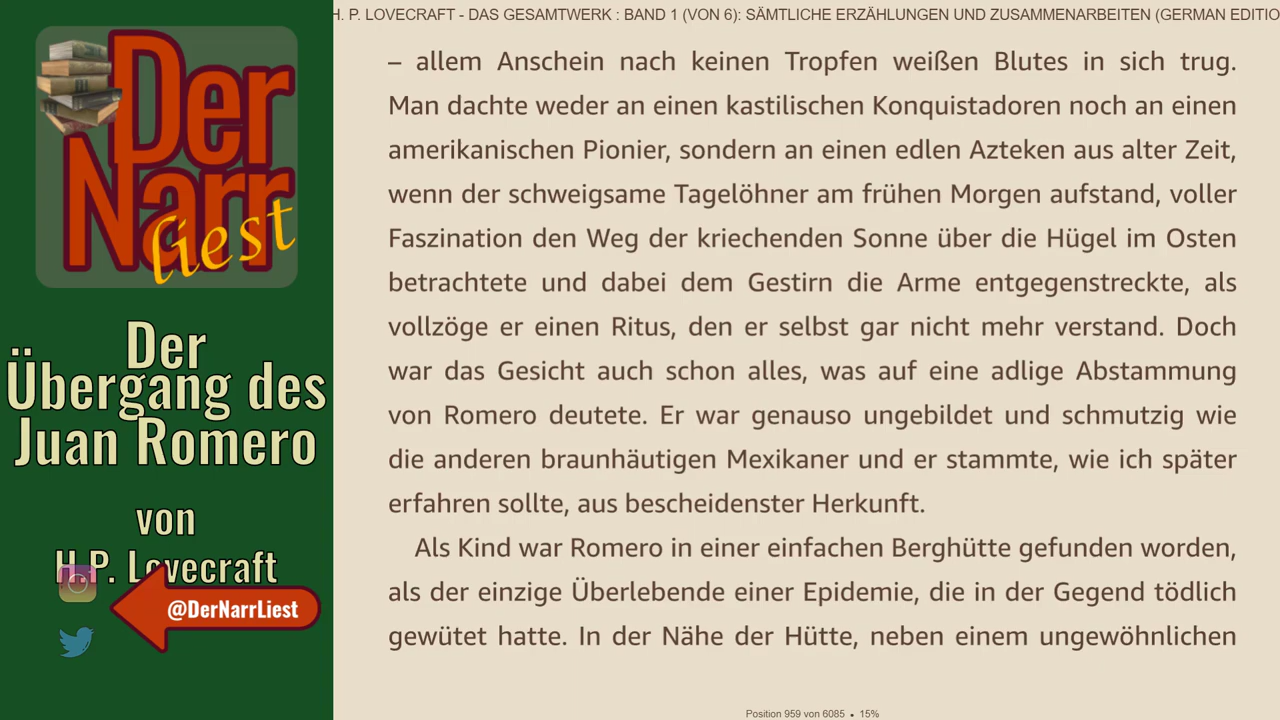 Der
Narr
liest
Der
Übergang des
Juan Romero
von
H.P. Lovecraft
@DerNarrLiest
H. P. LOVECRAFT - DAS GESAMTWERK : BAND 1 (VON 6): SÄMTLICHE ERZÄHLUNGEN UND ZUSAMMENARBEITEN (GERMAN EDITIO
– allem Anschein nach keinen Tropfen weißen Blutes in sich trug.
Man dachte weder an einen kastilischen Konquistadoren noch an einen
amerikanischen Pionier, sondern an einen edlen Azteken aus alter Zeit,
wenn der schweigsame Tagelöhner am frühen Morgen aufstand, voller
Faszination den Weg der kriechenden Sonne über die Hügel im Osten
betrachtete und dabei dem Gestirn die Arme entgegenstreckte, als
vollzöge er einen Ritus, den er selbst gar nicht mehr verstand. Doch
war das Gesicht auch schon alles, was auf eine adlige Abstammung
von Romero deutete. Er war genauso ungebildet und schmutzig wie
die anderen braunhäutigen Mexikaner und er stammte, wie ich später
erfahren sollte, aus bescheidenster Herkunft.
Als Kind war Romero in einer einfachen Berghütte gefunden worden,
als der einzige Überlebende einer Epidemie, die in der Gegend tödlich
gewütet hatte. In der Nähe der Hütte, neben einem ungewöhnlichen
Position 959 von 6085 • 15%